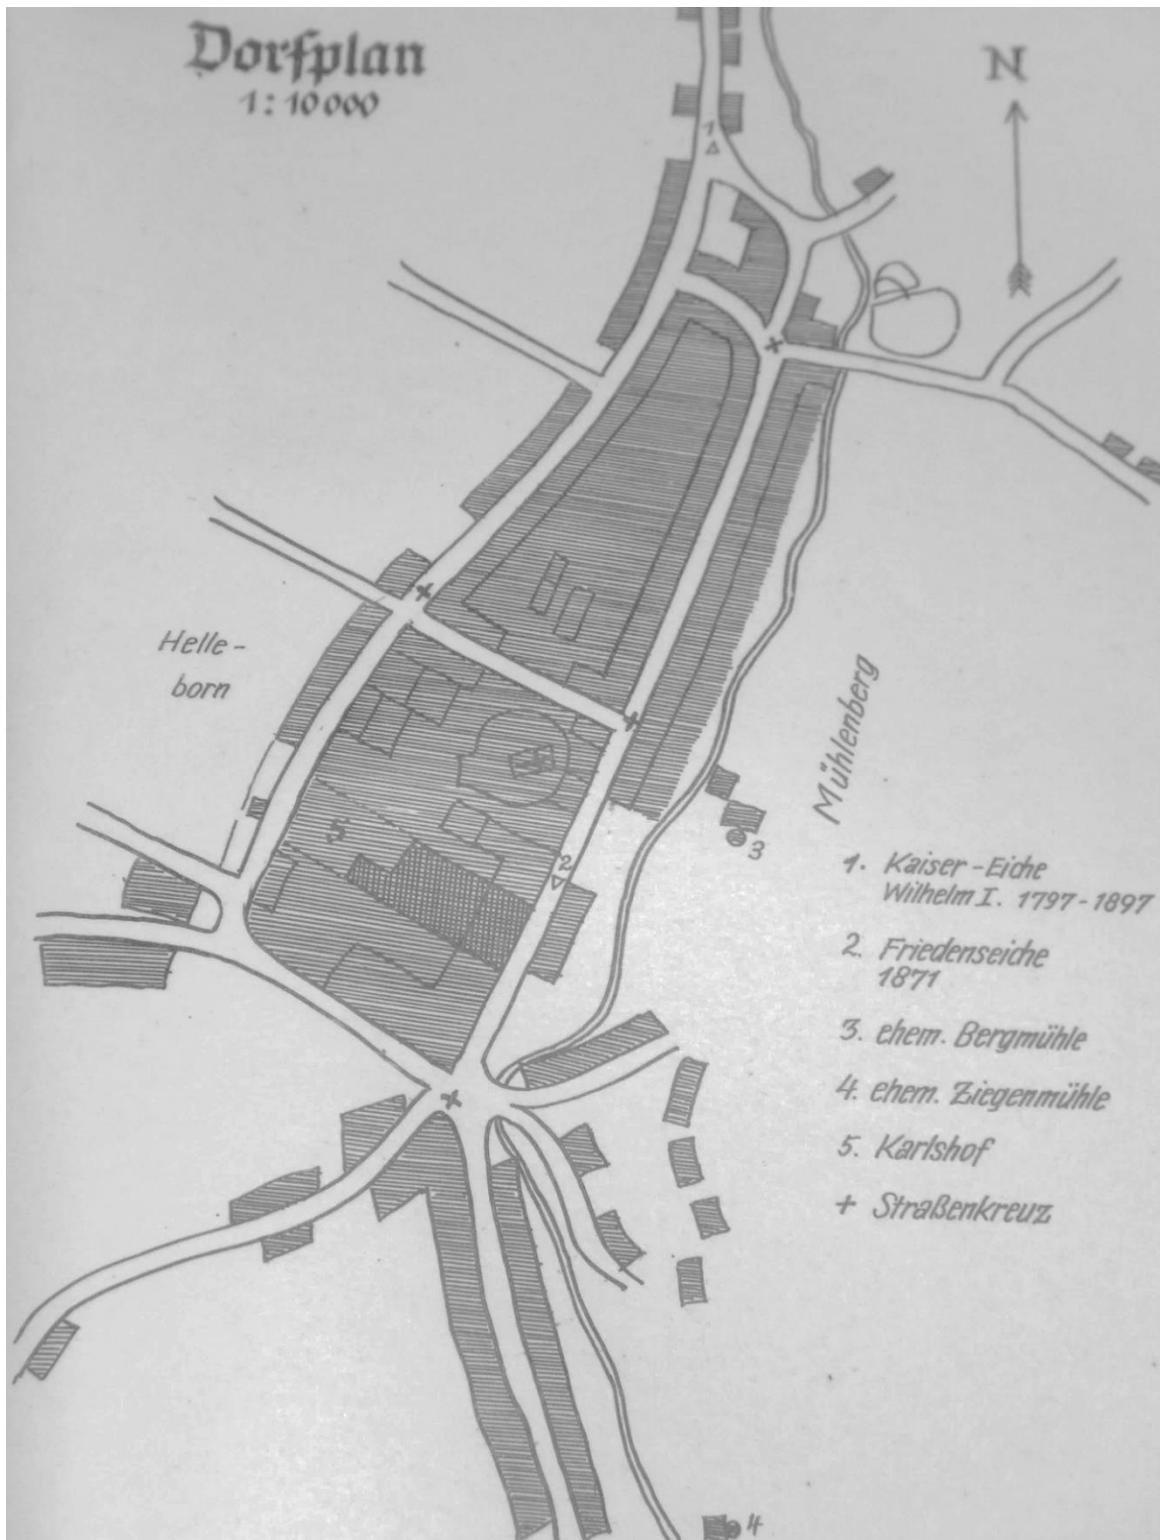 Dorfplan
1:10000
N
1
Helle-
born
Mühlenberg
5
2
3
1. Kaiser-Eiche
Wilhelm I. 1797-1897
2. Friedenseiche
1871
3. ehem. Bergmühle
4. ehem. Ziegenmühle
5. Karlshof
+ Straßenkreuz
4